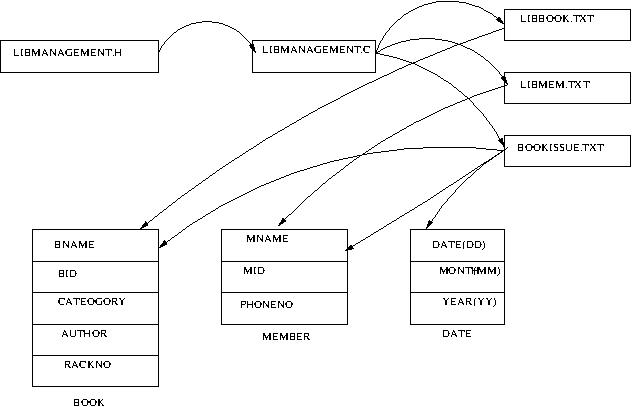 LIBBOOK.TXT
LIBMANAGEMENT.H
LIBMANAGEMENT.C
LIBMEM.TXT
BOOKISSUE.TXT
BNAME
BID
CATEOGORY
AUTHOR
RACKNO
BOOK
MNAME
MID
PHONENO
MEMBER
DATE(DD)
MONTH(MM)
YEAR(YY)
DATE